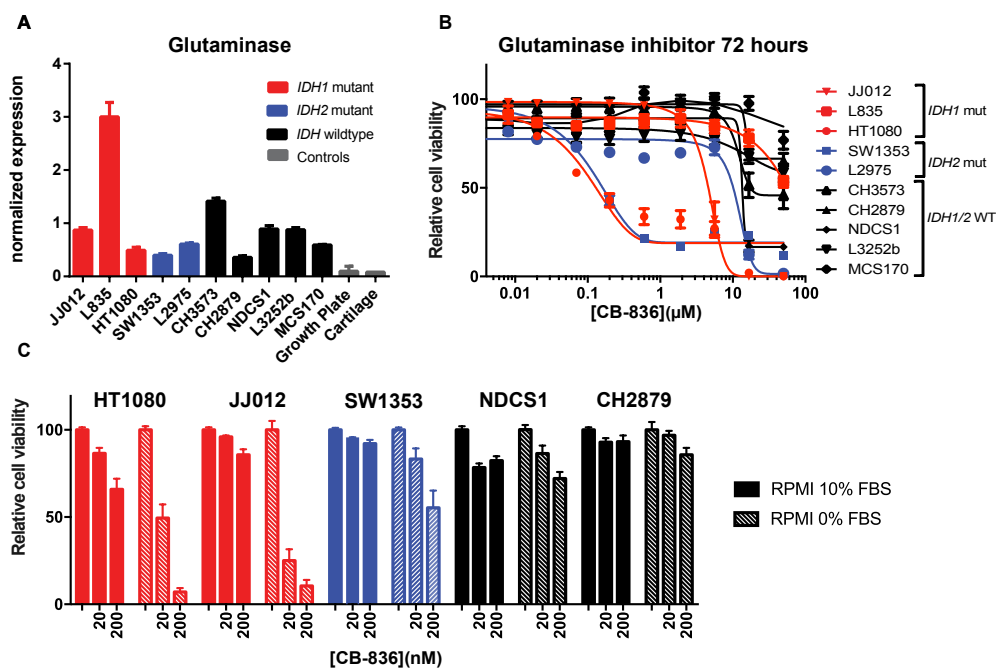 A
Glutaminase
normalized expression
4
3
2
1
0
IDH1 mutant
IDH2 mutant
IDH wildtype
Controls
JJ012
L835
HT1080
SW1353
L2975
CH3573
CH2879
NDCS1
L3252b
MCS170
Growth Plate
Cartilage
B
Glutaminase inhibitor 72 hours
Relative cell viability
100
50
0
0.01
0.1
1
10
100
[CB-836](µM)
JJ012
L835
HT1080
SW1353
L2975
CH3573
CH2879
NDCS1
L3252b
MCS170
IDH1 mut
IDH2 mut
IDH1/2 WT
C
HT1080
JJ012
SW1353
NDCS1
CH2879
Relative cell viability
100
50
0
20
200
20
200
20
200
20
200
20
200
20
200
20
200
20
200
20
200
20
200
[CB-836](nM)
RPMI 10% FBS
RPMI 0% FBS